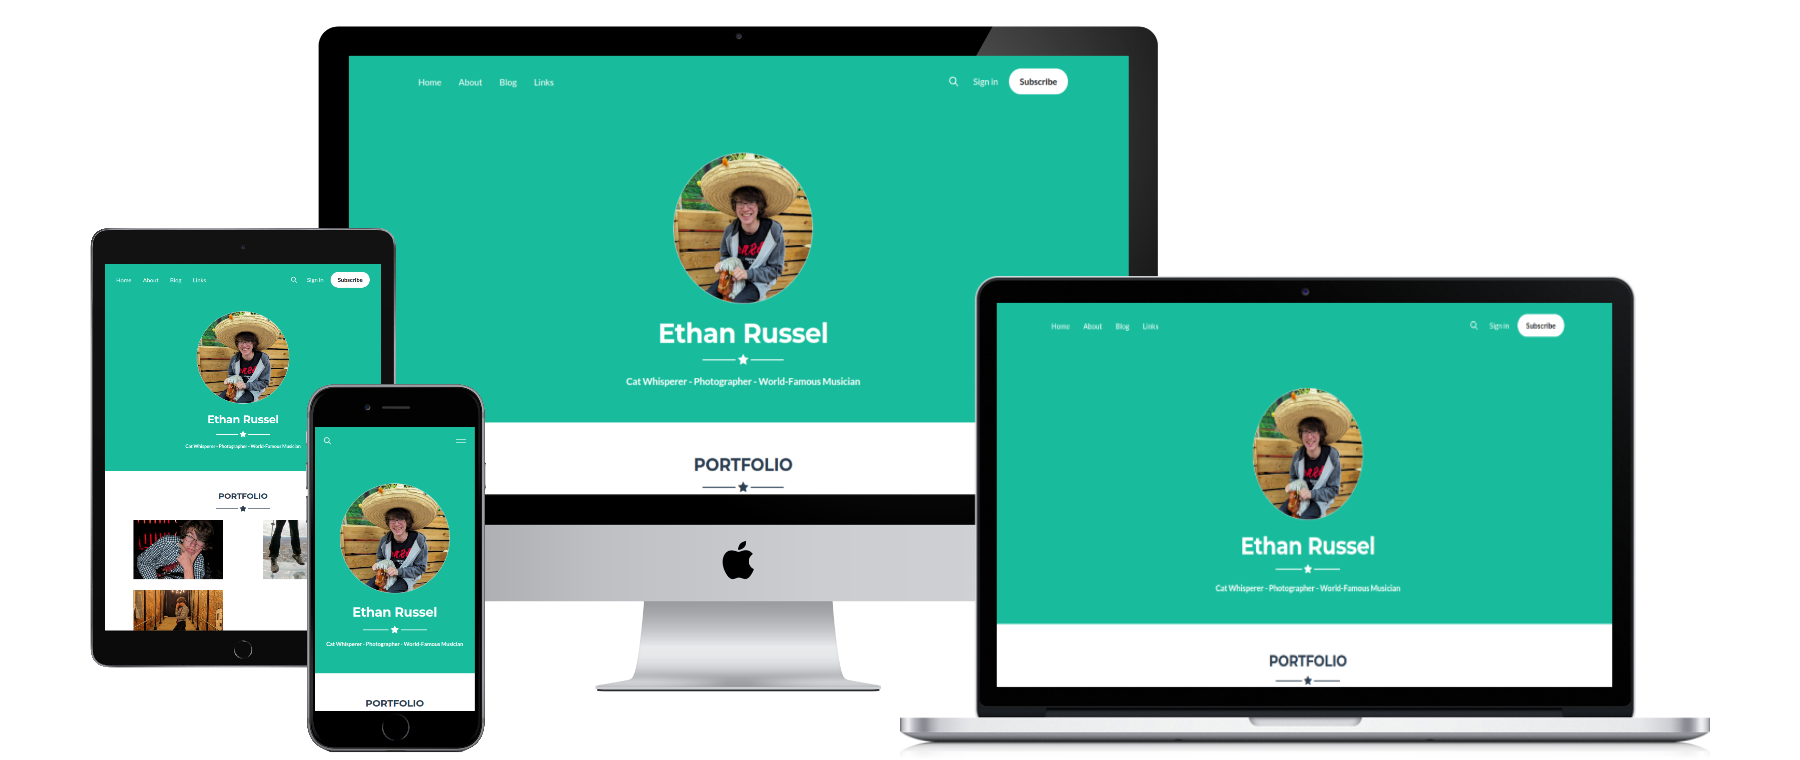 Home About Blog Links Sign in Subscribe
Ethan Russel
Cat Whisperer - Photographer - World-Famous Musician
PORTFOLIO
Home About Blog Links Sign in Subscribe
Ethan Russel
Cat Whisperer - Photographer - World-Famous Musician
PORTFOLIO
Ethan Russel
Cat Whisperer - Photographer - World-Famous Musician
PORTFOLIO
Home About Blog Links Sign in Subscribe
Ethan Russel
Cat Whisperer - Photographer - World-Famous Musician
PORTFOLIO